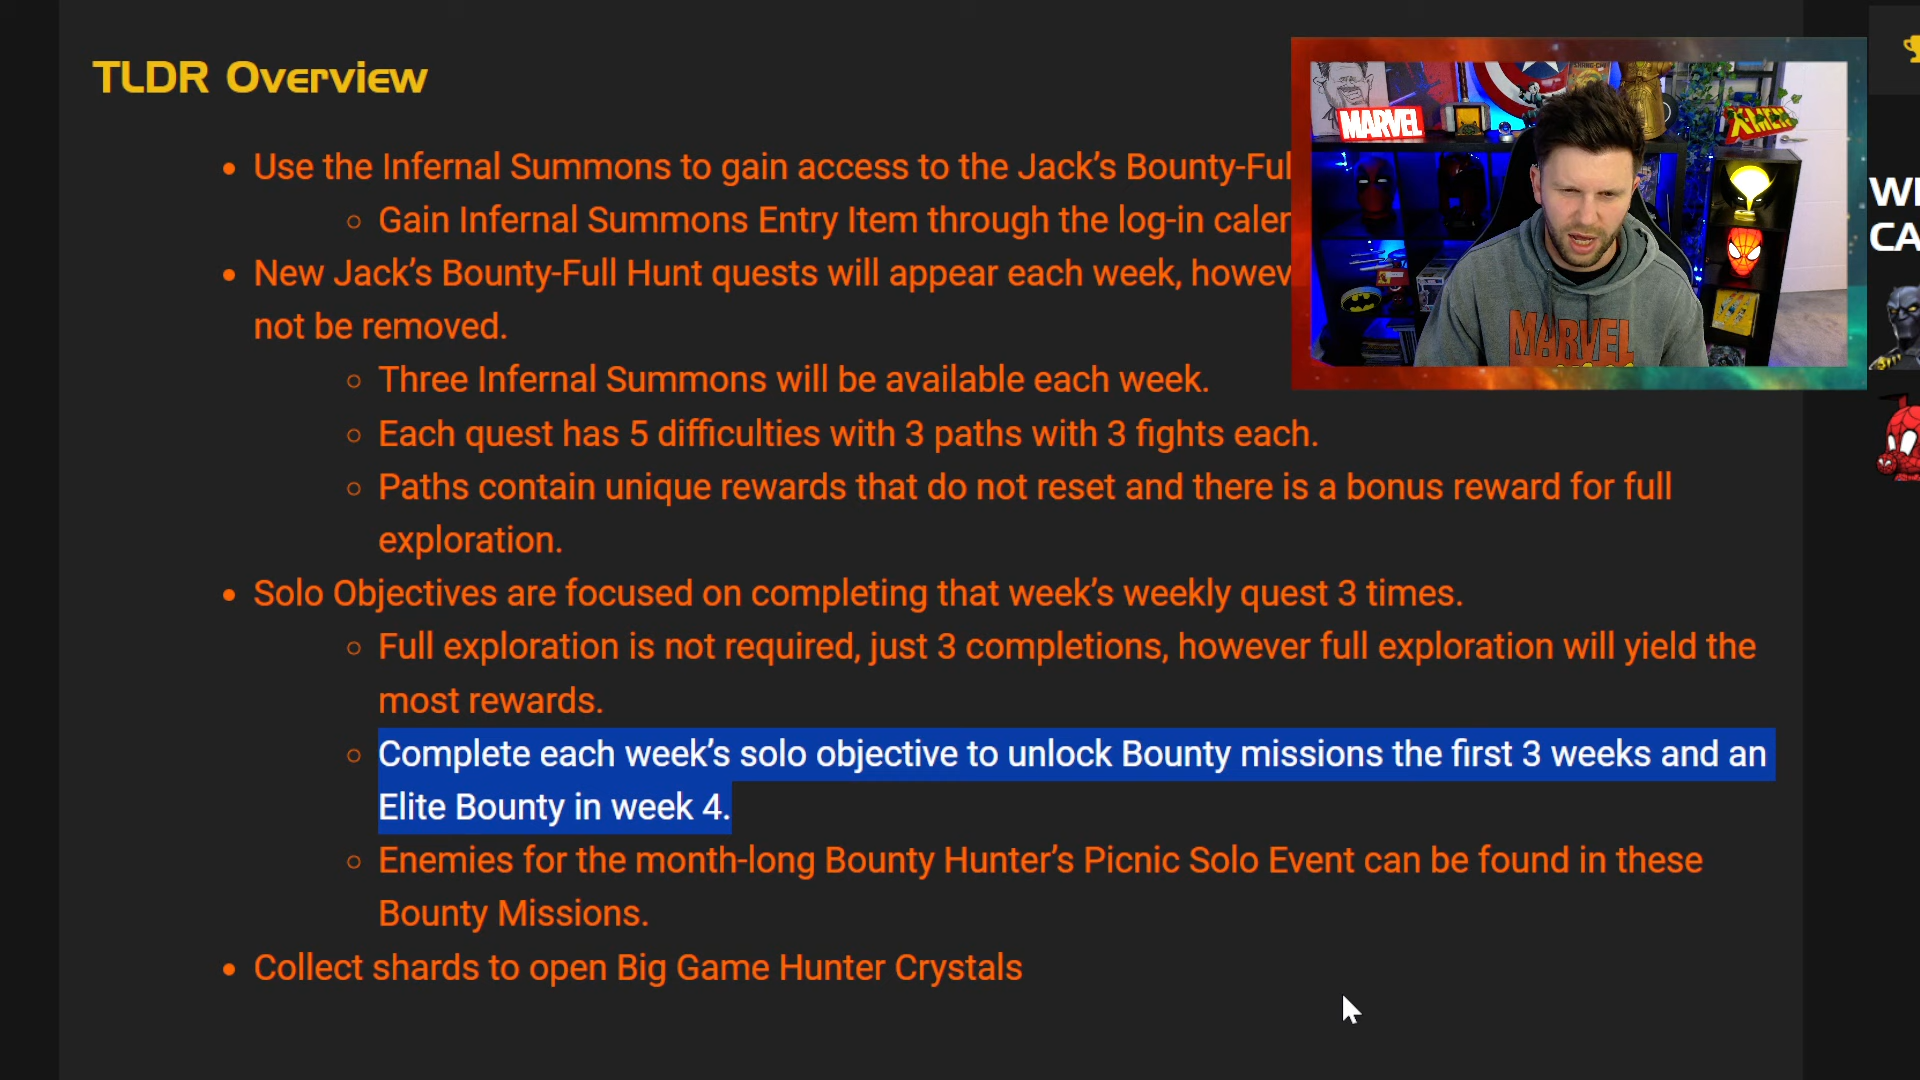 TLDR Overview
Use the Infernal Summons to gain access to the Jack’s Bounty-Full
Gain Infernal Summons Entry Item through the log-in
New Jack’s Bounty-Full Hunt quests will appear each week,
not be removed.
Three Infernal Summons will be available each week.
Each quest has 5 difficulties with 3 paths with 3 fights each.
Paths contain unique rewards that do not reset and there is a bonus reward for full
exploration.
Solo Objectives are focused on completing that week’s weekly quest 3 times.
Full exploration is not required, just 3 completions, however full exploration will yield the
most rewards.
Complete each week’s solo objective to unlock Bounty missions the first 3 weeks and an
Elite Bounty in week 4.
Enemies for the month-long Bounty Hunter’s Picnic Solo Event can be found in these
Bounty Missions.
Collect shards to open Big Game Hunter Crystals
MARVEL
X-MEN
MARVEL